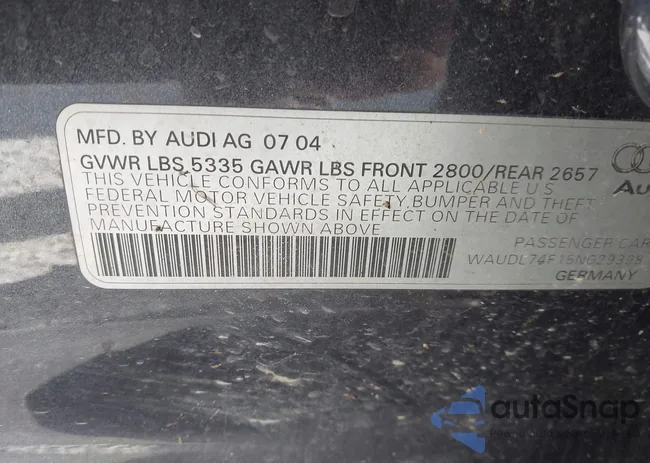 MFD. BY AUDI AG 07 04
GVWR LBS 5335 GAWR LBS FRONT 2800/REAR 2657
THIS VEHICLE CONFORMS TO ALL APPLICABLE U S
FEDERAL MOTOR VEHICLE SAFETY, BUMPER AND THEFT
PREVENTION STANDARDS IN EFFECT ON THE DATE OF
MANUFACTURE SHOWN ABOVE
PASSENGER CAR
GERMANY
Au
autoSnap